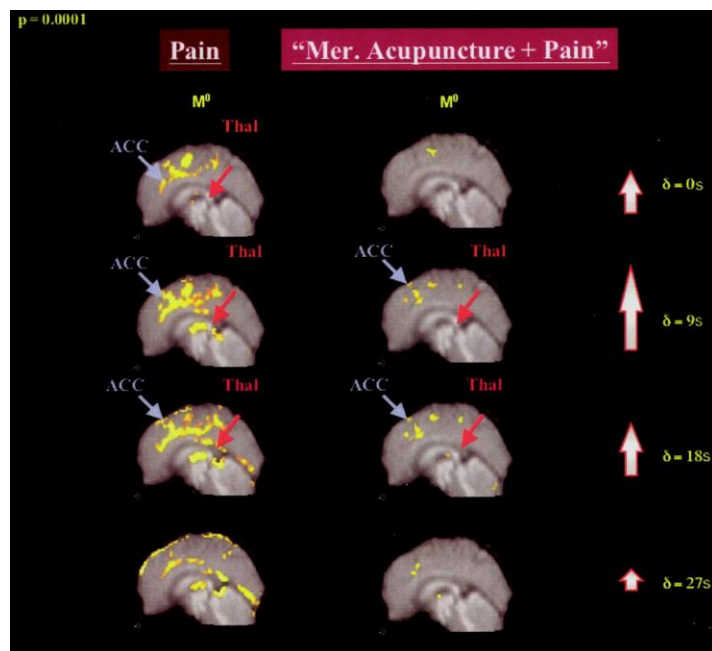 p = 0.0001
Pain
“Mer. Acupuncture + Pain”
M⁰
M⁰
Thal
ACC
δ = 0s
Thal
Thal
ACC
ACC
δ = 9s
Thal
Thal
ACC
ACC
δ = 18s
δ = 27s